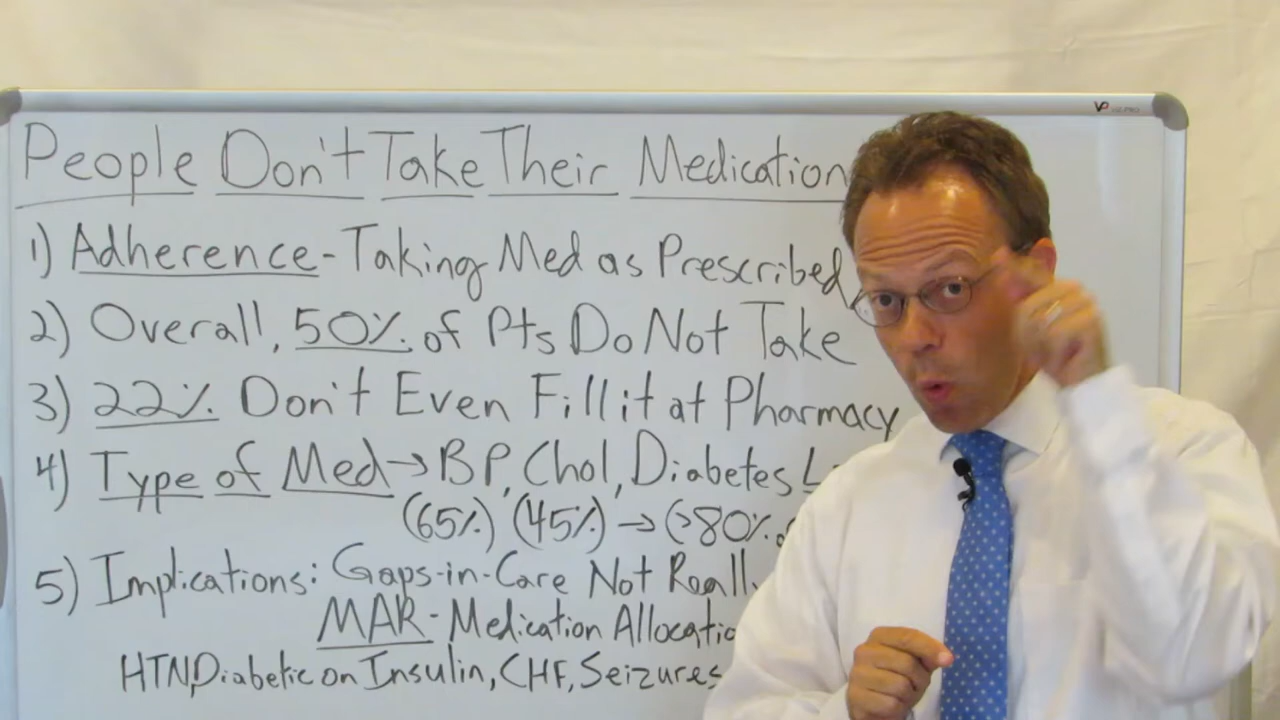 People Don't Take Their Medication
1) Adherence-Taking Med as Prescribed
2) Overall, 50% of Pts Do Not Take
3) 22% Don't Even Fill it at Pharmacy
4) Type of Med→BP, Chol, Diabetes
(65%) (45%) → (>80%
5) Implications: Gaps-in-Care Not
MAR-Medication
HTN, Diabetic on Insulin, CHF, Seizures